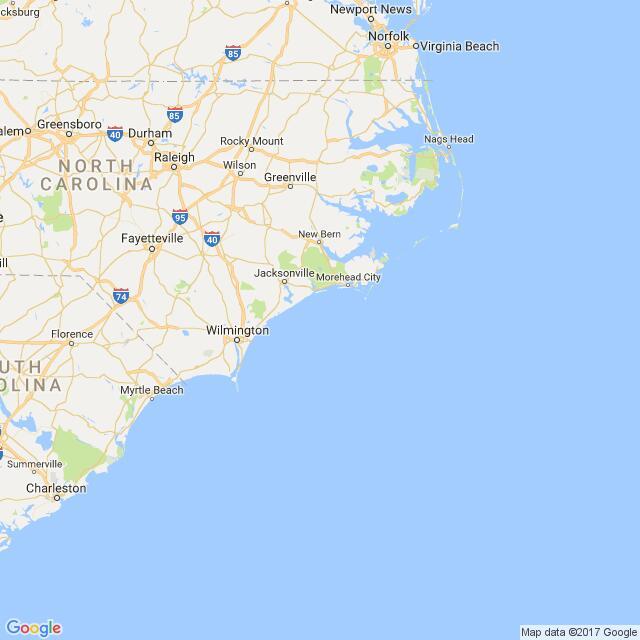 cksburg
Newport News
Norfolk
Virginia Beach
85
85
alem
Greensboro
40
Durham
Rocky Mount
Nags Head
Raleigh
Wilson
NORTH
CAROLINA
Greenville
e
95
Fayetteville
40
New Bern
ll
Jacksonville
Morehead City
74
Florence
Wilmington
UTH
OLINA
Myrtle Beach
Summerville
Charleston
Google
Map data ©2017 Google